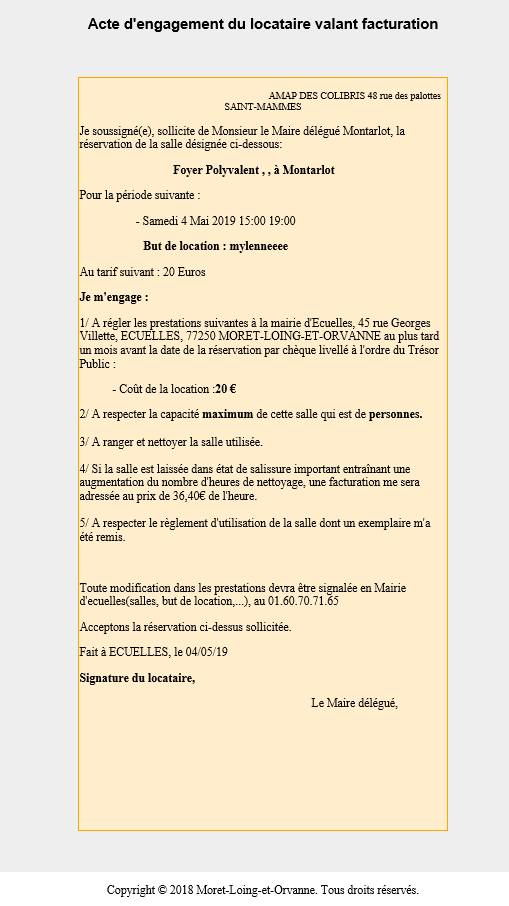 Acte d'engagement du locataire valant facturation
AMAP DES COLIBRIS 48 rue des palottes
SAINT-MAMMES
Je soussigné(e), sollicite de Monsieur le Maire délégué Montarlot, la
réservation de la salle désignée ci-dessous:
Foyer Polyvalent , , à Montarlot
Pour la période suivante :
- Samedi 4 Mai 2019 15:00 19:00
But de location : mylenneeee
Au tarif suivant : 20 Euros
Je m'engage :
1/ A régler les prestations suivantes à la mairie d'Ecuelles, 45 rue Georges
Villette, ECUELLES, 77250 MORET-LOING-ET-ORVANNE au plus tard
un mois avant la date de la réservation par chèque livellé à l'ordre du Trésor
Public :
- Coût de la location :20 €
2/ A respecter la capacité maximum de cette salle qui est de personnes.
3/ A ranger et nettoyer la salle utilisée.
4/ Si la salle est laissée dans état de salissure important entraînant une
augmentation du nombre d'heures de nettoyage, une facturation me sera
adressée au prix de 36,40€ de l'heure.
5/ A respecter le règlement d'utilisation de la salle dont un exemplaire m'a
été remis.
Toute modification dans les prestations devra être signalée en Mairie
d'ecuelles(salles, but de location,...), au 01.60.70.71.65
Acceptons la réservation ci-dessus sollicitée.
Fait à ECUELLES, le 04/05/19
Signature du locataire,
Le Maire délégué,
Copyright © 2018 Moret-Loing-et-Orvanne. Tous droits réservés.